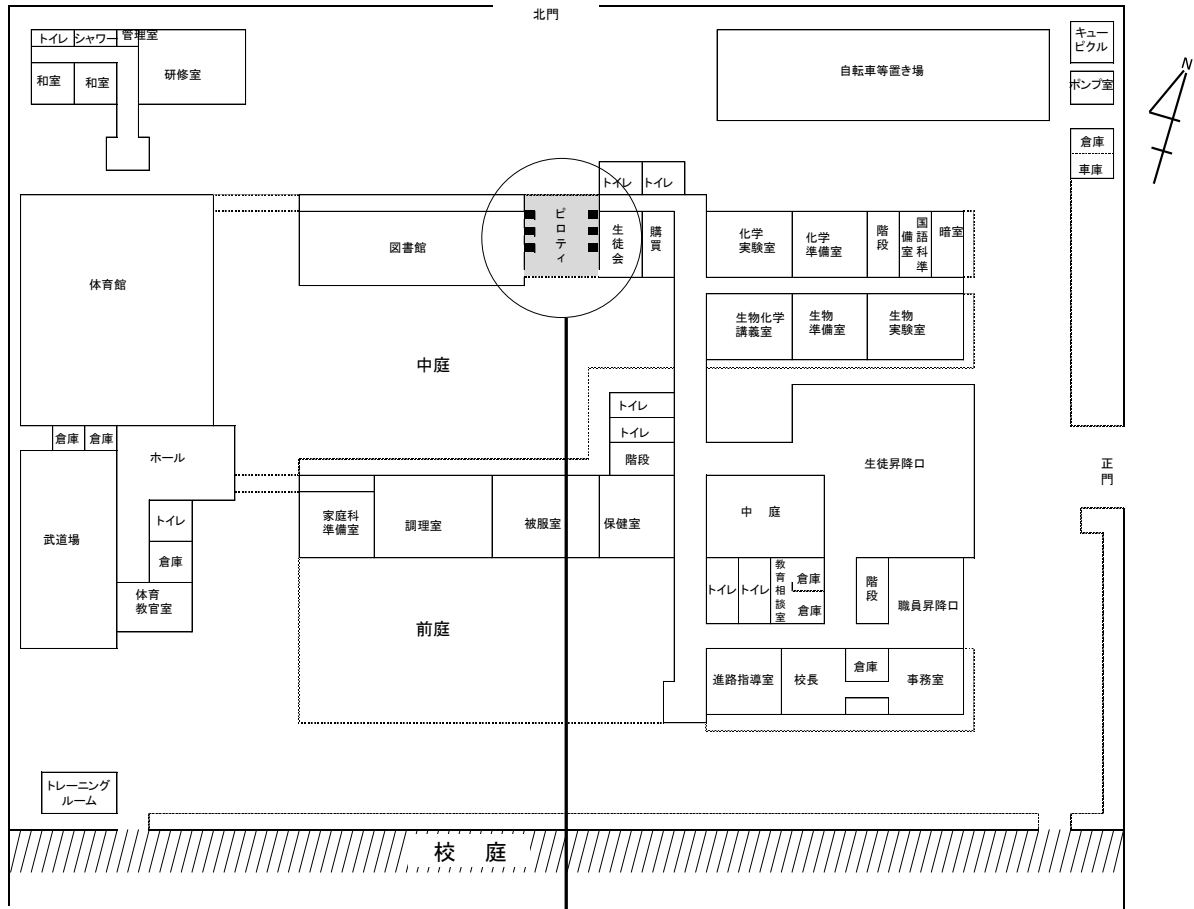 北門
トイレ
シャワー
管理室
和室
和室
研修室
自転車等置き場
キュー
ビクル
ポンプ室
倉庫
車庫
N
体育館
図書館
ピロティ
トイレ
トイレ
生徒会
購買
化学
実験室
化学
準備室
階段
国語科準
備室
暗室
生物化学
講義室
生物
準備室
生物
実験室
中庭
トイレ
トイレ
階段
倉庫
倉庫
ホール
生徒昇降口
正門
武道場
トイレ
倉庫
体育
教官室
家庭科
準備室
調理室
被服室
保健室
中 庭
トイレ
トイレ
教育相談室
倉庫
倉庫
階段
職員昇降口
前庭
進路指導室
校長
倉庫
事務室
トレーニング
ルーム
校 庭